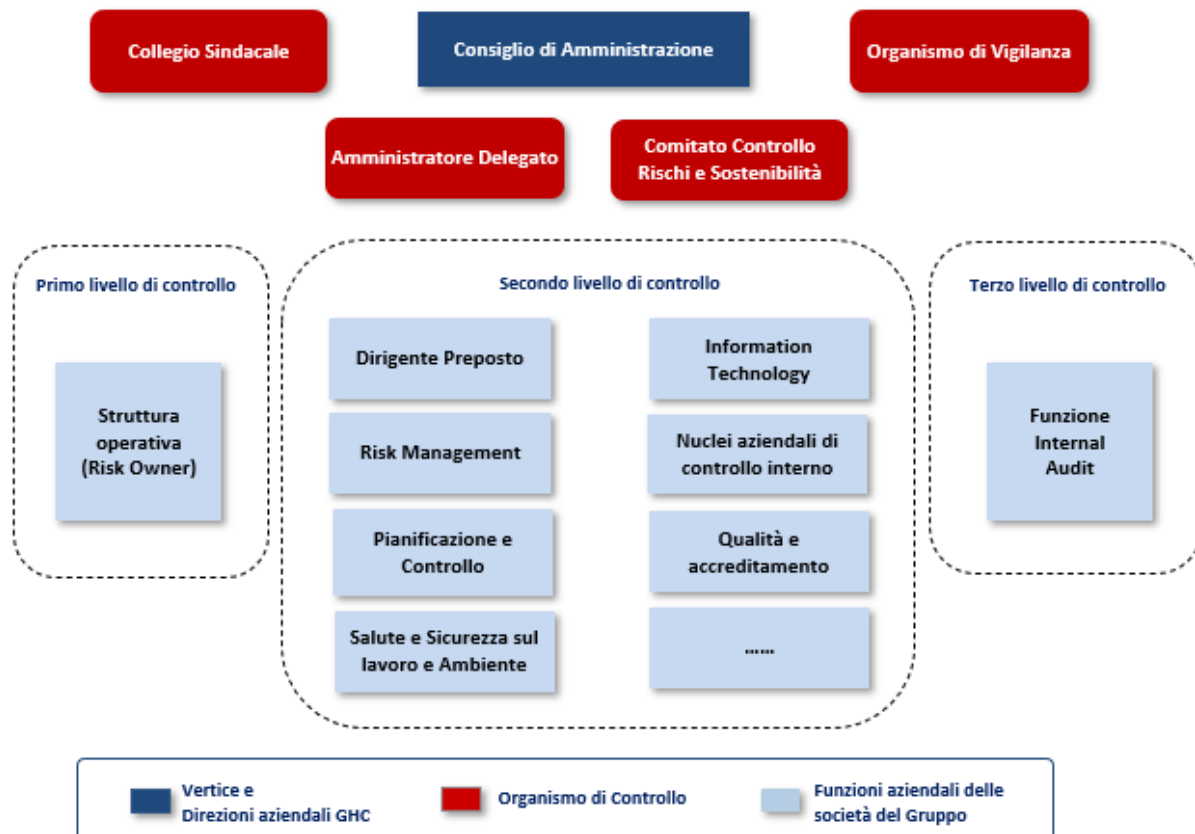 Collegio Sindacale
Consiglio di Amministrazione
Organismo di Vigilanza
Amministratore Delegato
Comitato Controllo
Rischi e Sostenibilità
Primo livello di controllo
Struttura
operativa
(Risk Owner)
Secondo livello di controllo
Dirigente Preposto
Information
Technology
Risk Management
Nuclei aziendali di
controllo interno
Pianificazione e
Controllo
Qualità e
accreditamento
Salute e Sicurezza sul
lavoro e Ambiente
......
Terzo livello di controllo
Funzione
Internal
Audit
Vertice e
Direzioni aziendali GHC
Organismo di Controllo
Funzioni aziendali delle
società del Gruppo